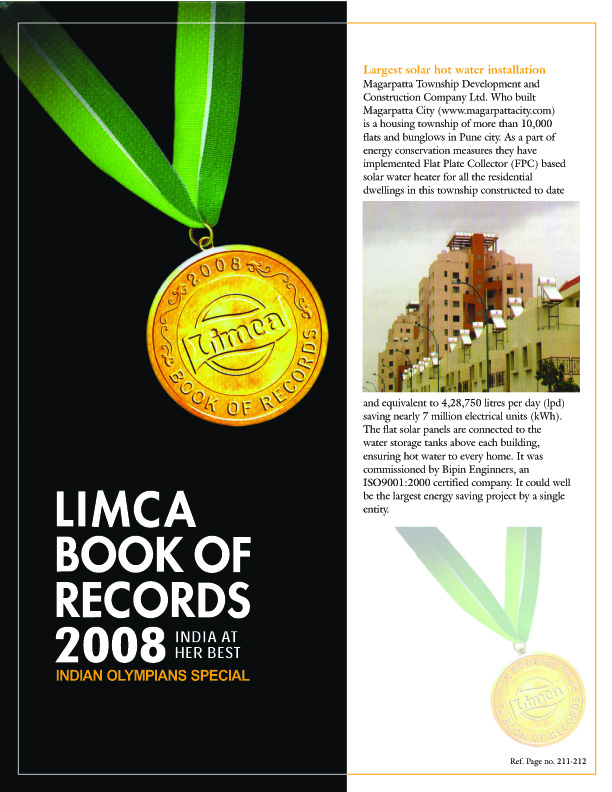 2008
Limca
BOOK OF RECORDS
LIMCA
BOOK OF
RECORDS
2008 INDIA AT
HER BEST
INDIAN OLYMPIANS SPECIAL
Largest solar hot water installation
Magarpatta Township Development and
Construction Company Ltd. Who built
Magarpatta City (www.magarpattacity.com)
is a housing township of more than 10,000
flats and bunglows in Pune city. As a part of
energy conservation measures they have
implemented Flat Plate Collector (FPC) based
solar water heater for all the residential
dwellings in this township constructed to date
and equivalent to 4,28,750 litres per day (lpd)
saving nearly 7 million electrical units (kWh).
The flat solar panels are connected to the
water storage tanks above each building,
ensuring hot water to every home. It was
commissioned by Bipin Enginners, an
ISO9001:2000 certified company. It could well
be the largest energy saving project by a single
entity.
2008
Limca
BOOK OF RECORDS
Ref. Page no. 211-212